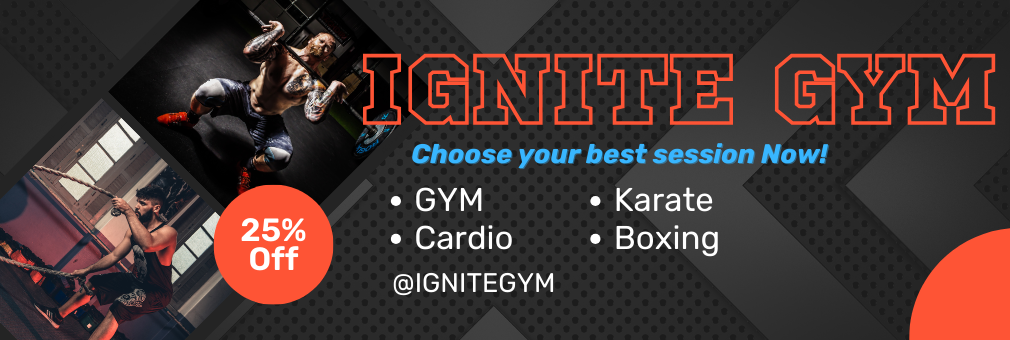 IGNITE GYM
Choose your best session Now!
• GYM
• Cardio
• Karate
• Boxing
@IGNITEGYM
25%
Off